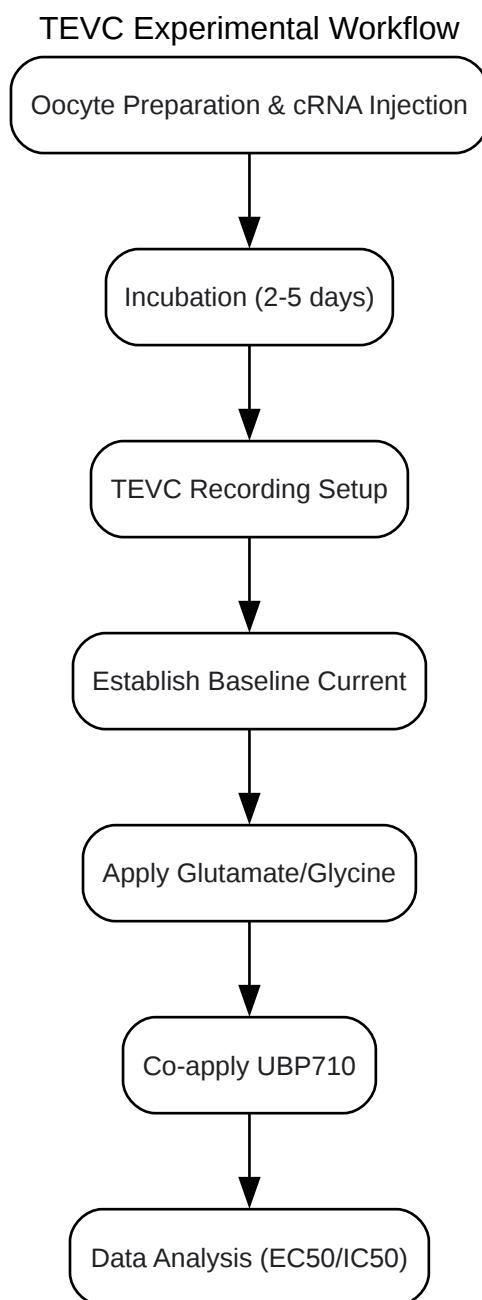 TEVC Experimental Workflow
Oocyte Preparation & cRNA Injection
Incubation (2-5 days)
TEVC Recording Setup
Establish Baseline Current
Apply Glutamate/Glycine
Co-apply UBP710
Data Analysis (EC50/IC50)